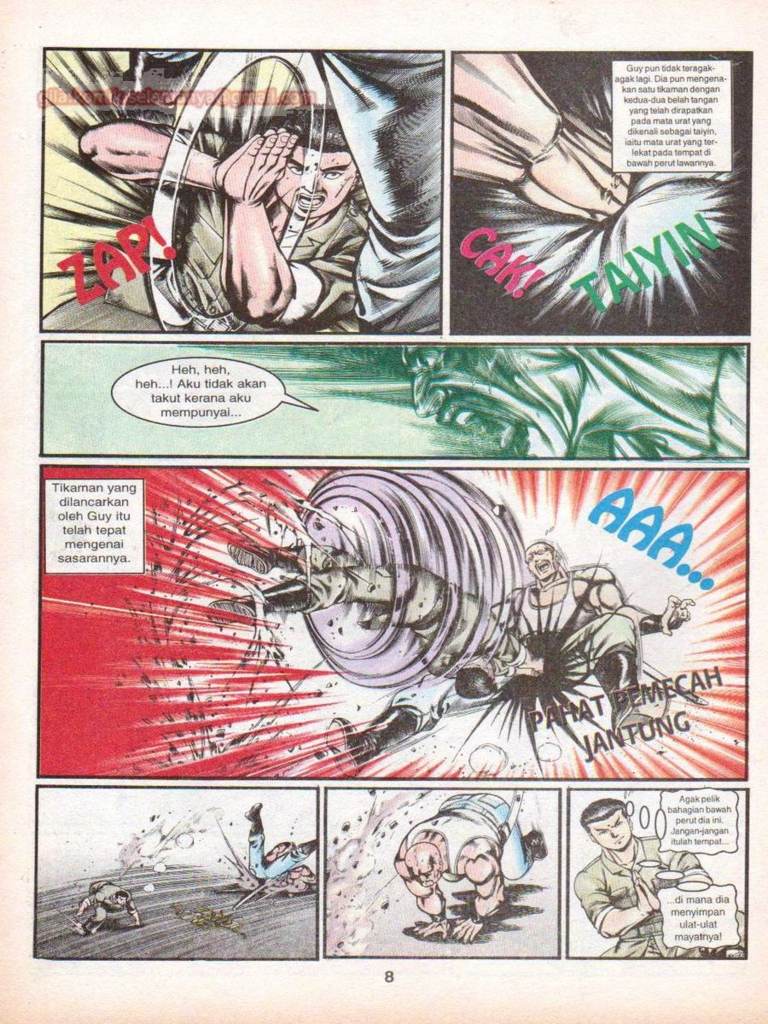 ZAP!
Guy pun tidak teragak-
agak lagi. Dia pun mengena-
kan satu tikaman dengan
kedua-dua belah tangan
yang telah dirapatkan
pada mata urat yang
dikenali sebagai taiyin,
iaitu mata urat yang ter-
lekat pada tempat di
bawah perut lawannya.
CAK!
TAIYIN
Heh, heh,
heh...! Aku tidak akan
takut kerana aku
mempunyai...
Tikaman yang
dilancarkan
oleh Guy itu
telah tepat
mengenai
sasarannya.
AAA...
PAHAT PEMECAH
JANTUNG
Agak pelik
bahagian bawah
perut dia ini.
Jangan-jangan
itulah tempat...
...di mana dia
menyimpan
ulat-ulat
mayatnya!
8